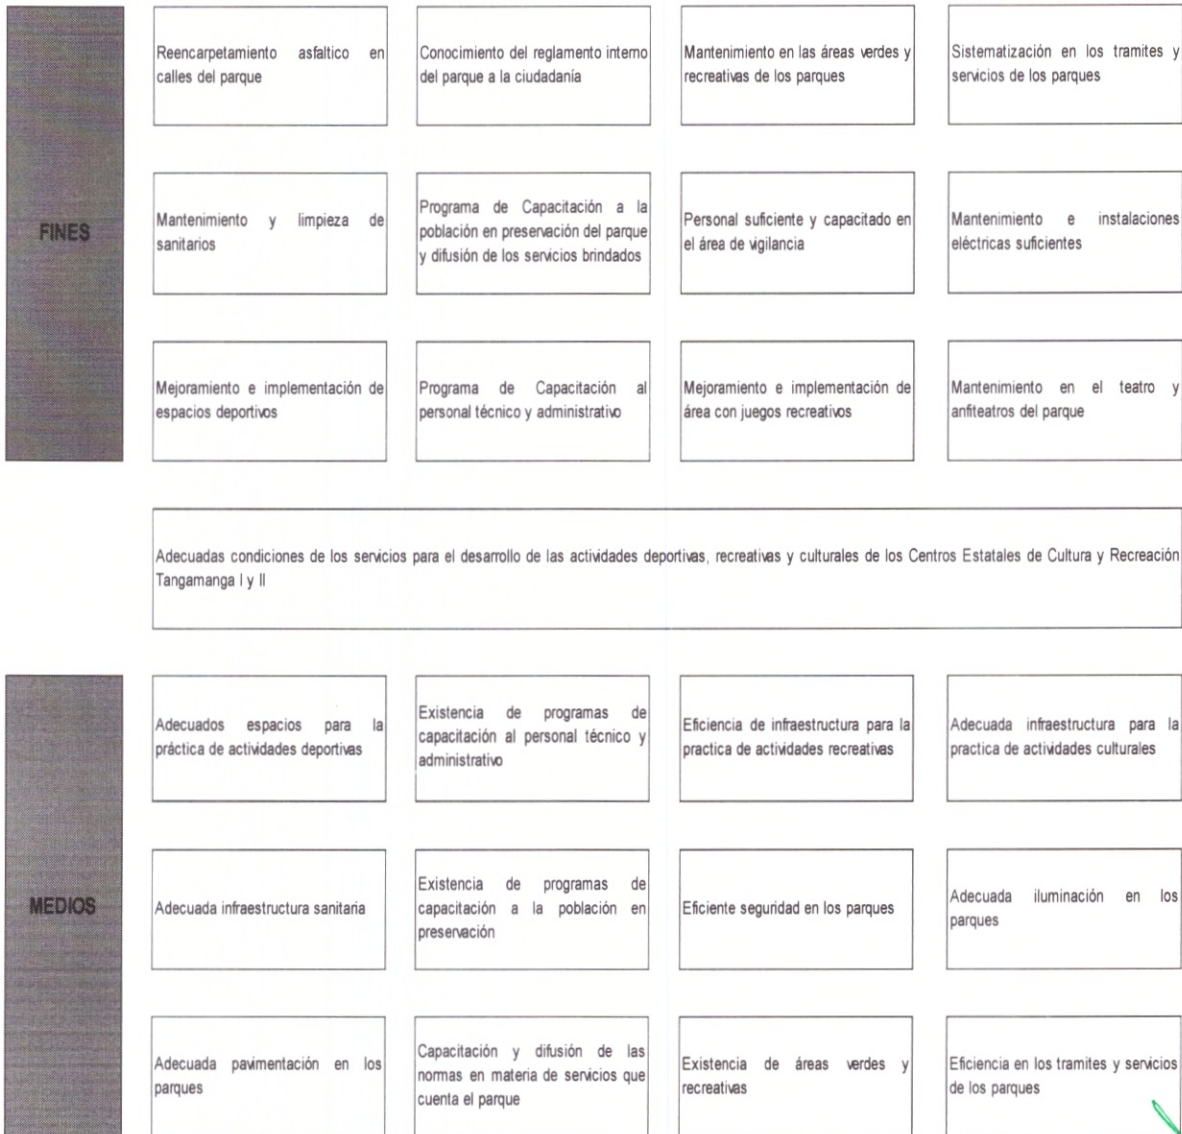 Reencarpetamiento asfaltico en
calles del parque
Conocimiento del reglamento interno
del parque a la ciudadanía
Mantenimiento en las áreas verdes y
recreativas de los parques
Sistematización en los tramites y
servicios de los parques
FINES
Mantenimiento y limpieza de
sanitarios
Programa de Capacitación a la
población en preservación del parque
y difusión de los servicios brindados
Personal suficiente y capacitado en
el área de vigilancia
Mantenimiento e instalaciones
eléctricas suficientes
Mejoramiento e implementación de
espacios deportivos
Programa de Capacitación al
personal técnico y administrativo
Mejoramiento e implementación de
área con juegos recreativos
Mantenimiento en el teatro y
anfiteatros del parque
Adecuadas condiciones de los servicios para el desarrollo de las actividades deportivas, recreativas y culturales de los Centros Estatales de Cultura y Recreación
Tangamanga I y II
Adecuados espacios para la
práctica de actividades deportivas
Existencia de programas de
capacitación al personal técnico y
administrativo
Eficiencia de infraestructura para la
practica de actividades recreativas
Adecuada infraestructura para la
practica de actividades culturales
MEDIOS
Adecuada infraestructura sanitaria
Existencia de programas de
capacitación a la población en
preservación
Eficiente seguridad en los parques
Adecuada iluminación en los
parques
Adecuada pavimentación en los
parques
Capacitación y difusión de las
normas en materia de servicios que
cuenta el parque
Existencia de áreas verdes y
recreativas
Eficiencia en los tramites y servicios
de los parques